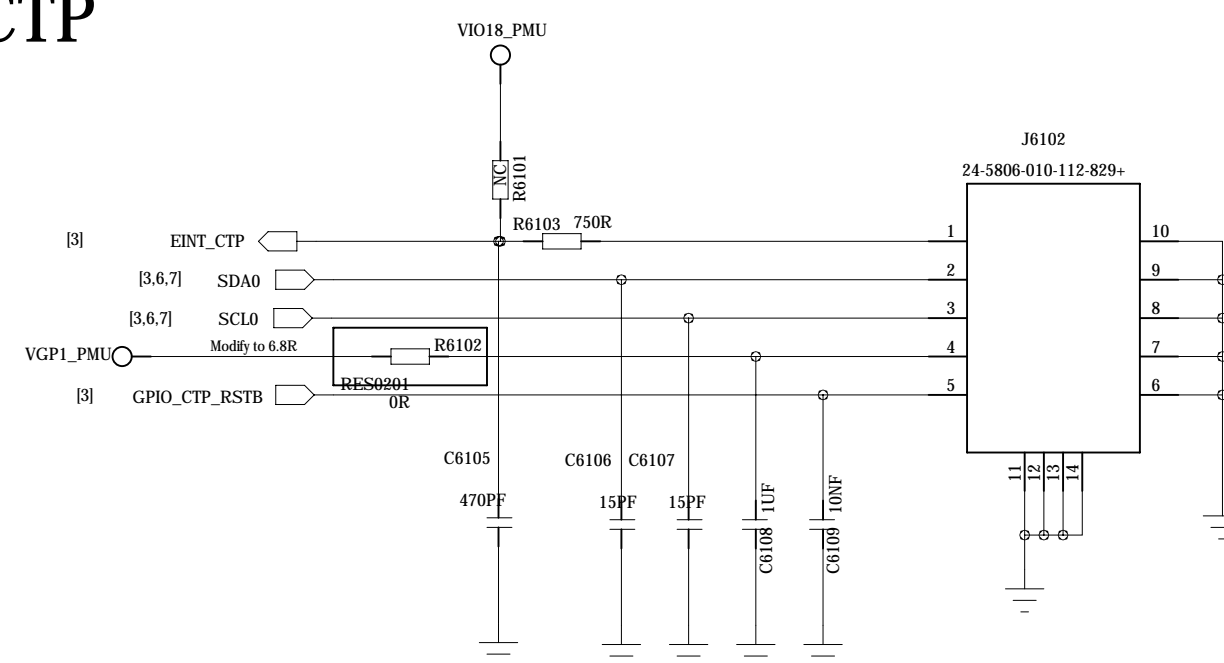 CTP
VIO18_PMU
NC
R6101
J6102
24-5806-010-112-829+
R6103 750R
[3] EINT_CTP
1 10
[3,6,7] SDA0
2 9
[3,6,7] SCL0
3 8
VGP1_PMU
Modify to 6.8R
R6102
4 7
RES0201
0R
[3] GPIO_CTP_RSTB
5 6
11 12 13 14
C6105
470PF
C6106
15PF
C6107
15PF
1UF
C6108
10NF
C6109